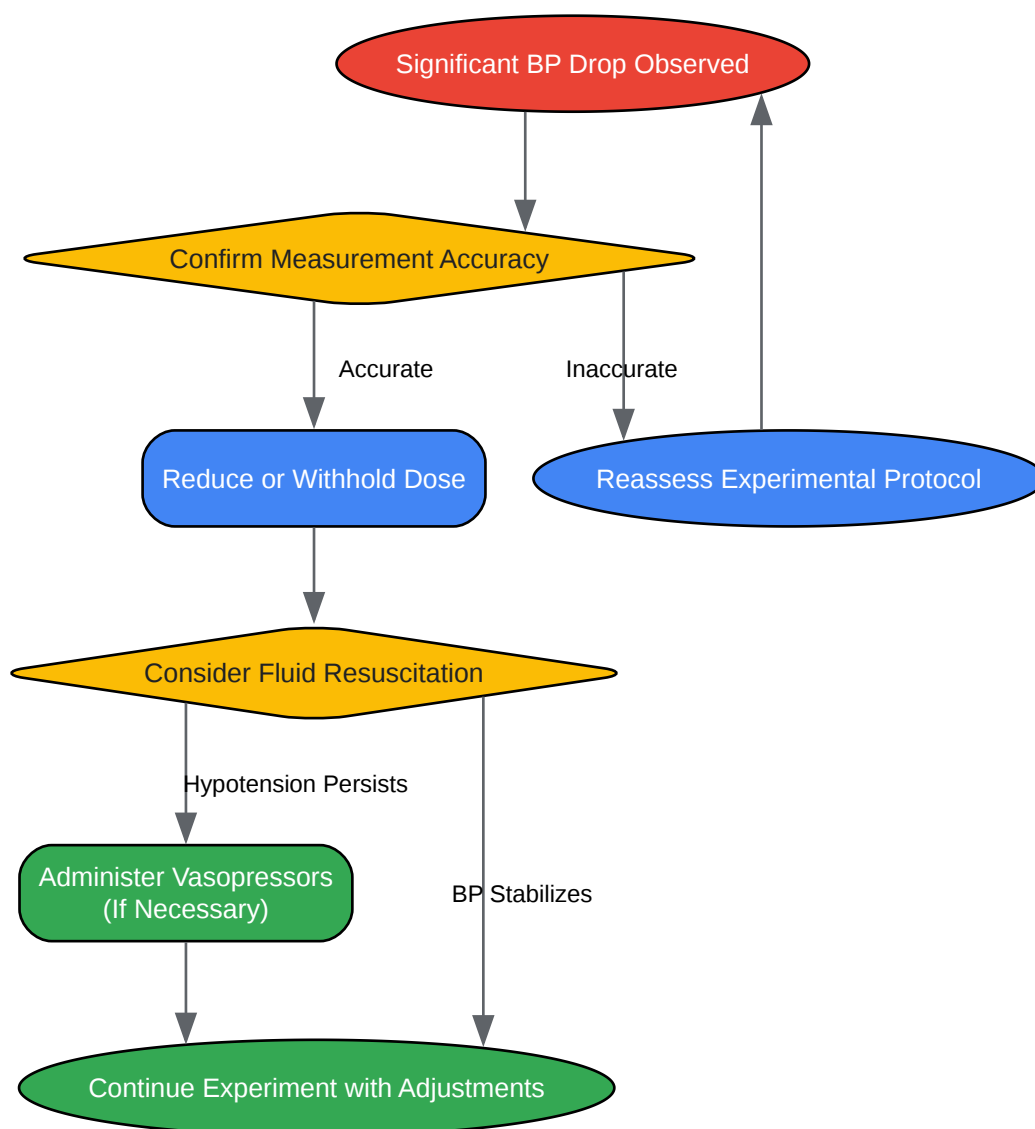 Significant BP Drop Observed
Confirm Measurement Accuracy
Accurate
Inaccurate
Reduce or Withhold Dose
Reassess Experimental Protocol
Consider Fluid Resuscitation
Hypotension Persists
Administer Vasopressors
(If Necessary)
BP Stabilizes
Continue Experiment with Adjustments